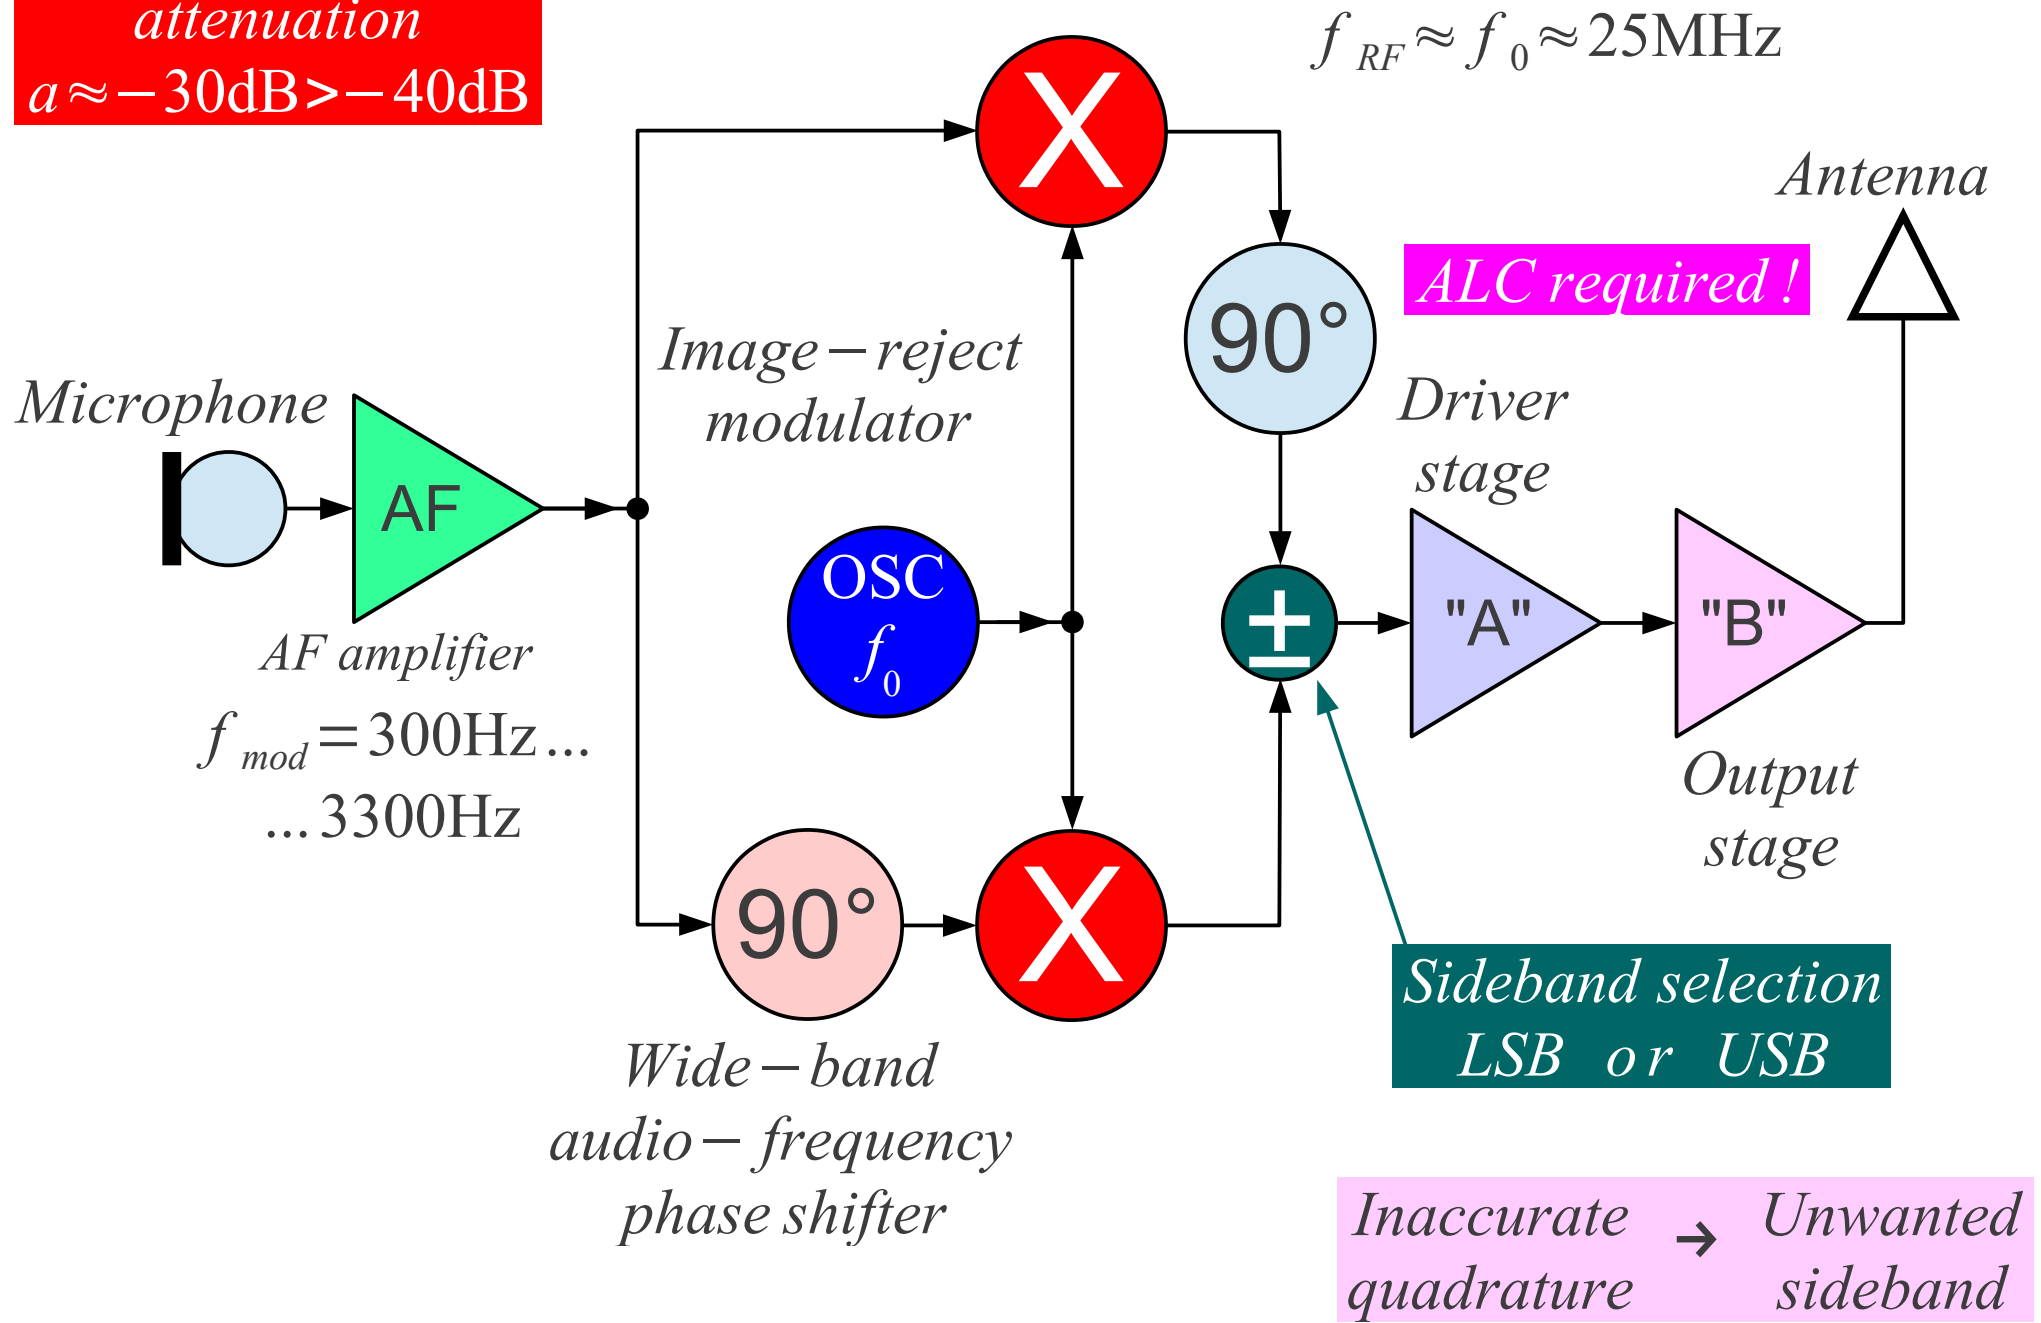 attenuation
a≈−30dB>−40dB
f RF ≈ f 0 ≈25MHz
X
Antenna
90°
ALC required !
Image−reject
modulator
Microphone
Driver
stage
AF
OSC
f0
±
"A"
"B"
AF amplifier
f mod =300Hz...
...3300Hz
Output
stage
90°
X
Sideband selection
LSB or USB
Wide−band
audio−frequency
phase shifter
Inaccurate → Unwanted
quadrature sideband